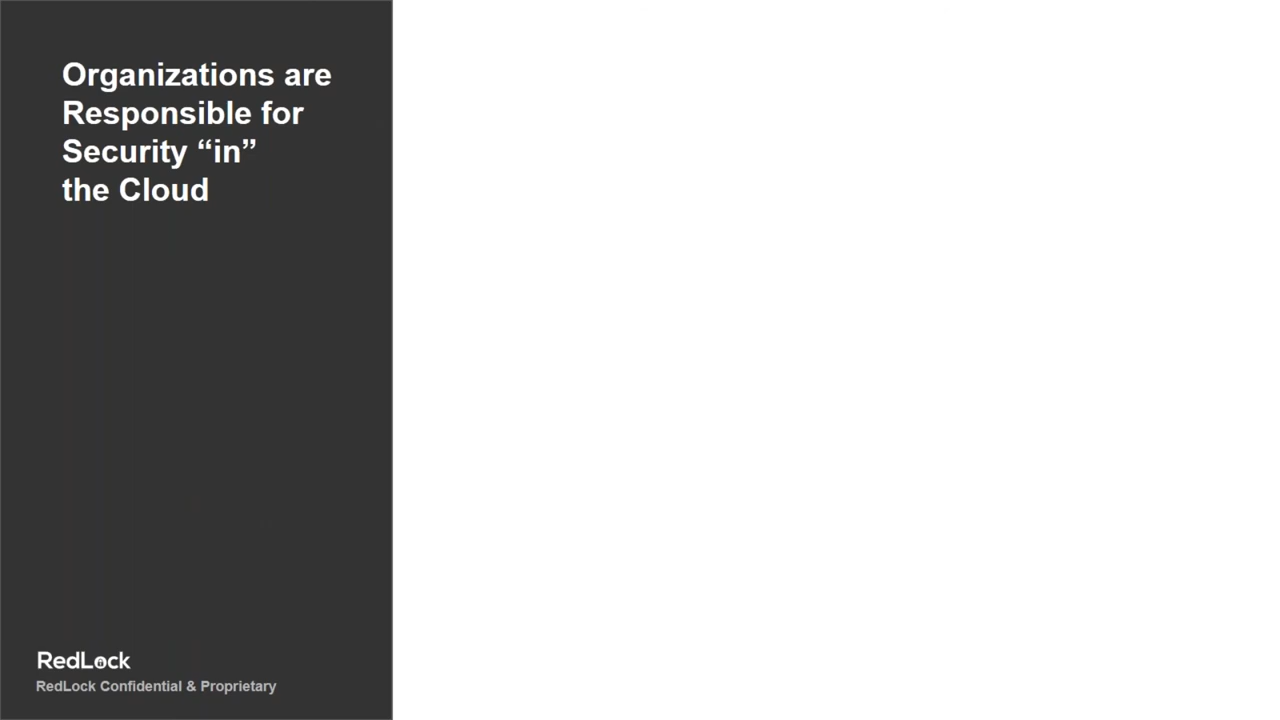 Organizations are
Responsible for
Security “in”
the Cloud
RedLock
RedLock Confidential & Proprietary